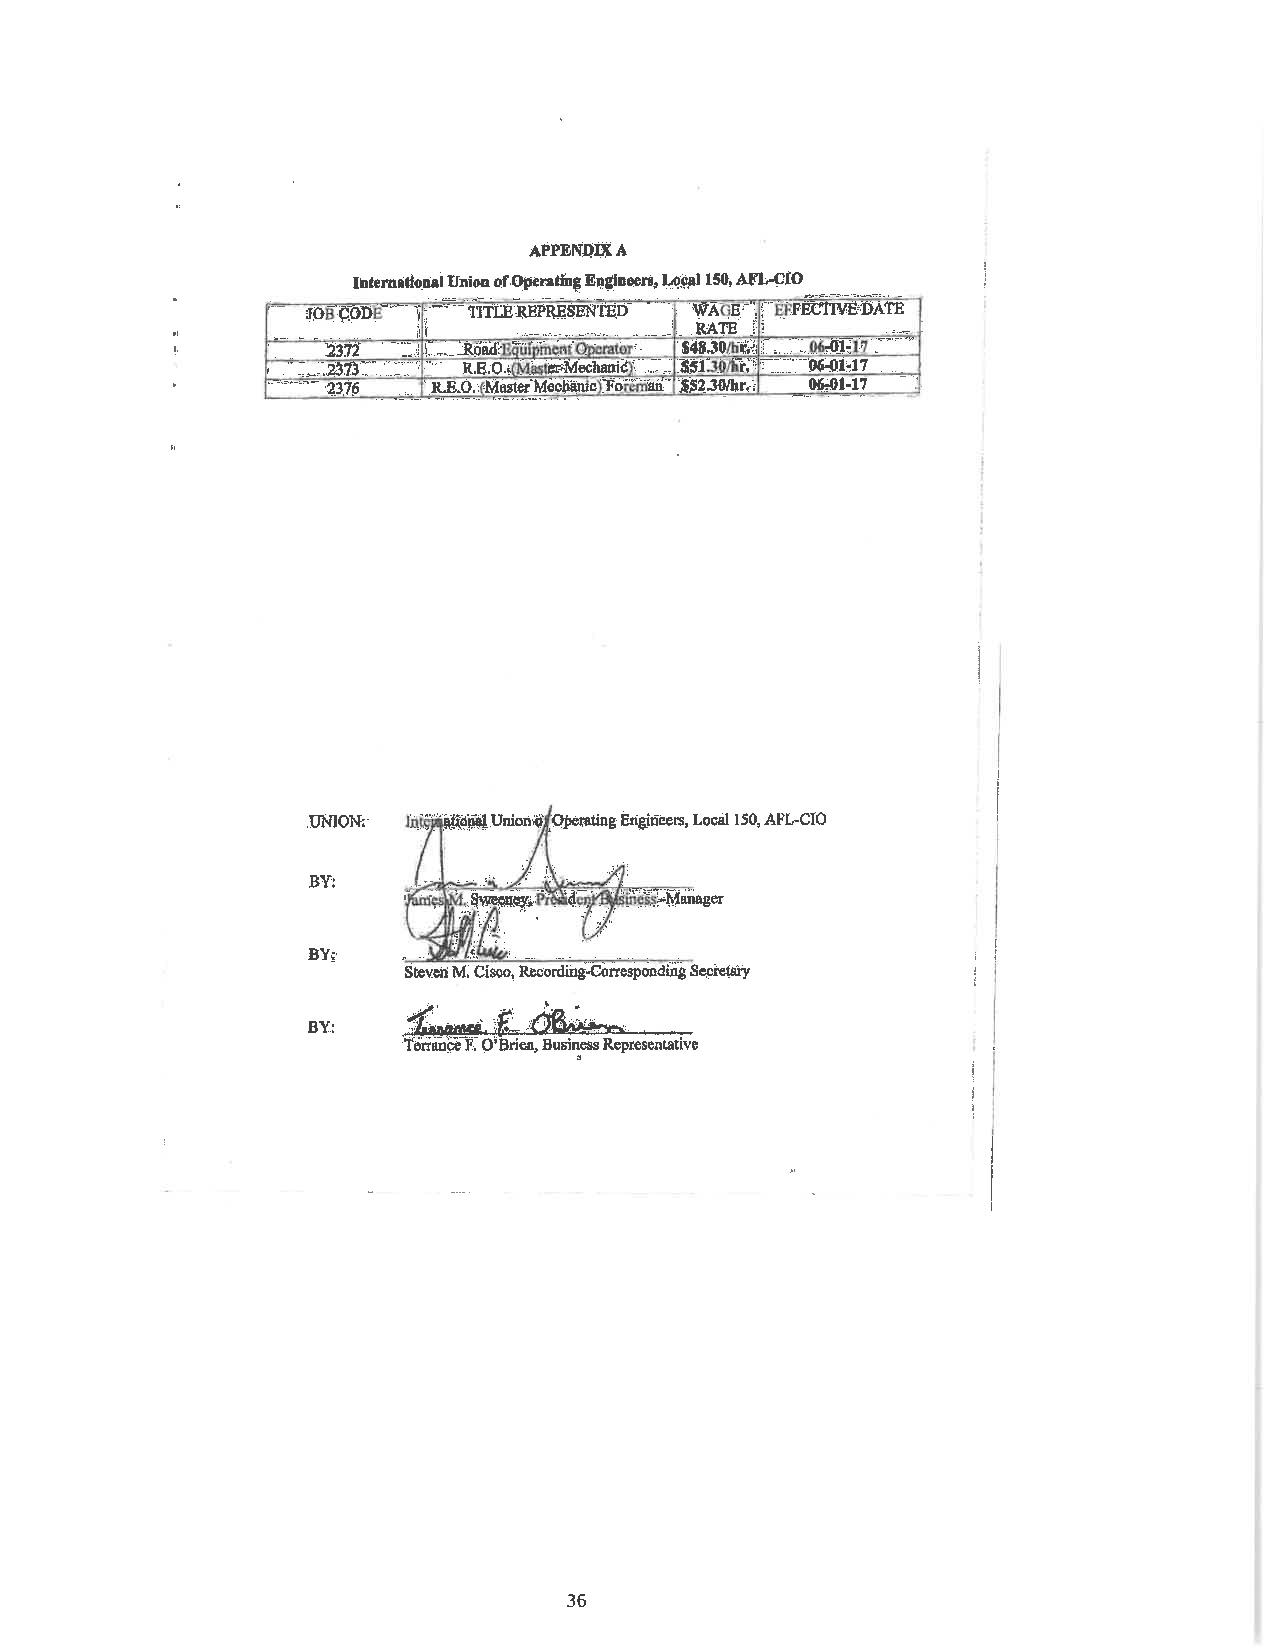 APPENDIX A
International Union of Operating Engineers, Local 150, AFL-CIO
JOB CODE TITLE REPRESENTED WAGE RATE EFFECTIVE DATE
2372 Road Equipment Operator $48.30/hr. 06-01-17
2373 R.E.O. (Master Mechanic) $51.30/hr. 06-01-17
2376 R.E.O. (Master Mechanic) Foreman $52.30/hr. 06-01-17
UNION: International Union of Operating Engineers, Local 150, AFL-CIO
BY:
James M. Sweeney, President Business-Manager
BY:
Steven M. Cisco, Recording-Corresponding Secretary
BY: Terrance F. O'Brien
Terrance F. O'Brien, Business Representative
36